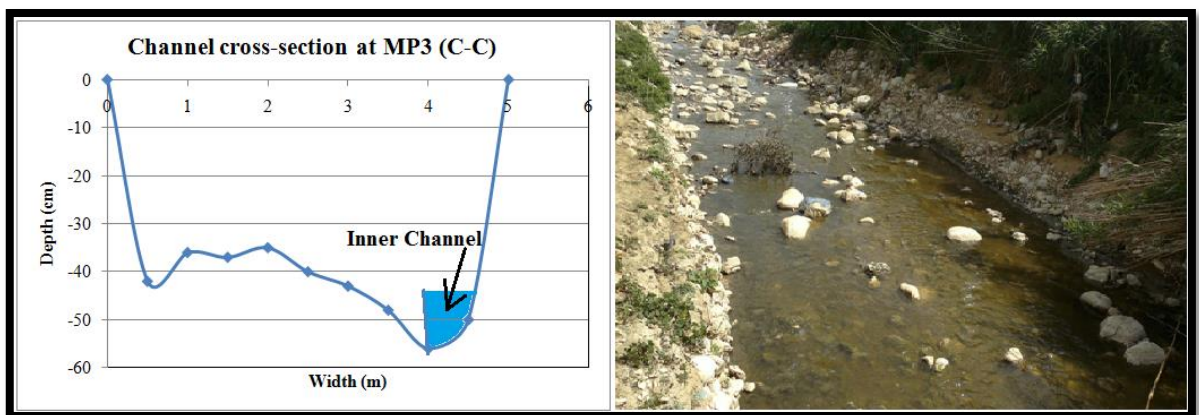 Channel cross-section at MP3 (C-C)
0
0 1 2 3 4 5 6
-10
-20
-30
Inner Channel
-40
-50
-60
Depth (cm)
Width (m)